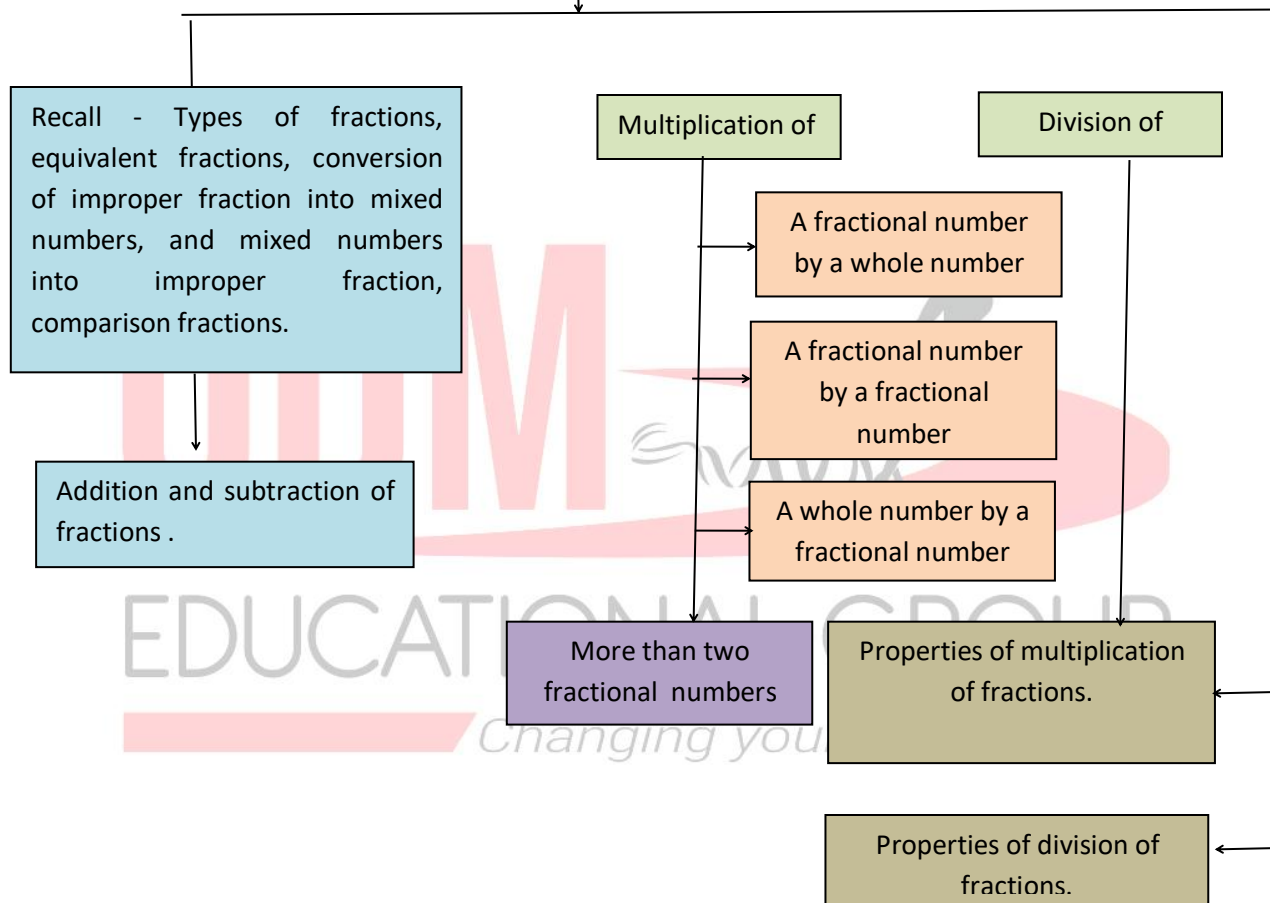 Recall - Types of fractions,
equivalent fractions, conversion
of improper fraction into mixed
numbers, and mixed numbers
into improper fraction,
comparison fractions.
Addition and subtraction of
fractions .
Multiplication of
A fractional number
by a whole number
A fractional number
by a fractional
number
A whole number by a
fractional number
More than two
fractional numbers
Division of
Properties of multiplication
of fractions.
Properties of division of
fractions.
EDUCATIONAL GROUP
Changing your